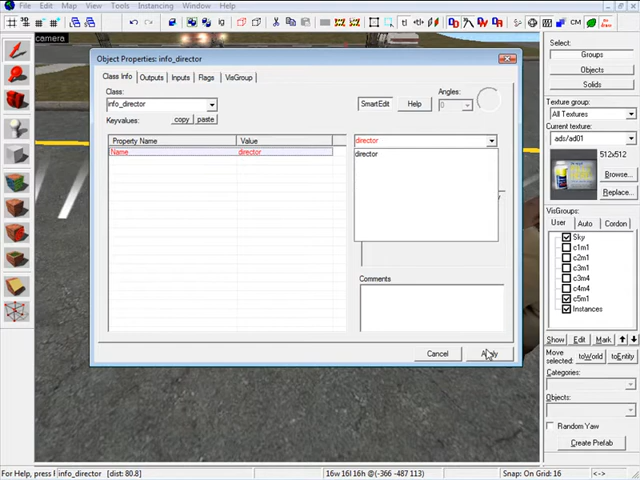 File Edit Map View Tools Instancing Window Help
camera
Object Properties: info_director
Class Info Outputs Inputs Flags VisGroup
Class:
info_director
Keyvalues: copy paste
SmartEdit Help
Angles:
0
Property Name Value
Name director
director
director
Comments
Cancel Apply
Select:
Groups
Objects
Solids
Texture group:
All Textures
Current texture:
ads/ad01
512x512
Browse...
Replace...
VisGroups:
User Auto Cordon
Sky
c1m1
c2m1
c3m1
c3m4
c4m4
c5m1
Instances
Show Edit Mark
Move selected: toWorld toEntity
Categories:
Objects:
Random Yaw
Create Prefab
For Help, press info_director [dist: 80.8] 16w 16l 16h @(-366 -487 113) Snap: On Grid: 16 <->